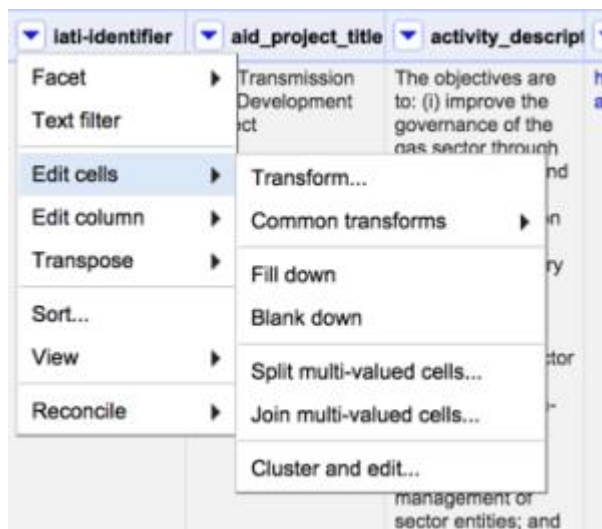 iati-identifier aid_project_title activity_descript
Facet
Text filter
Edit cells
Edit column
Transpose
Sort...
View
Reconcile
Transform...
Common transforms
Fill down
Blank down
Split multi-valued cells...
Join multi-valued cells...
Cluster and edit...
Transmission
Development
ct
The objectives are
to: (i) improve the
governance of the
gas sector through
nd
n
ry
tor
-
management of
sector entities; and
h
a